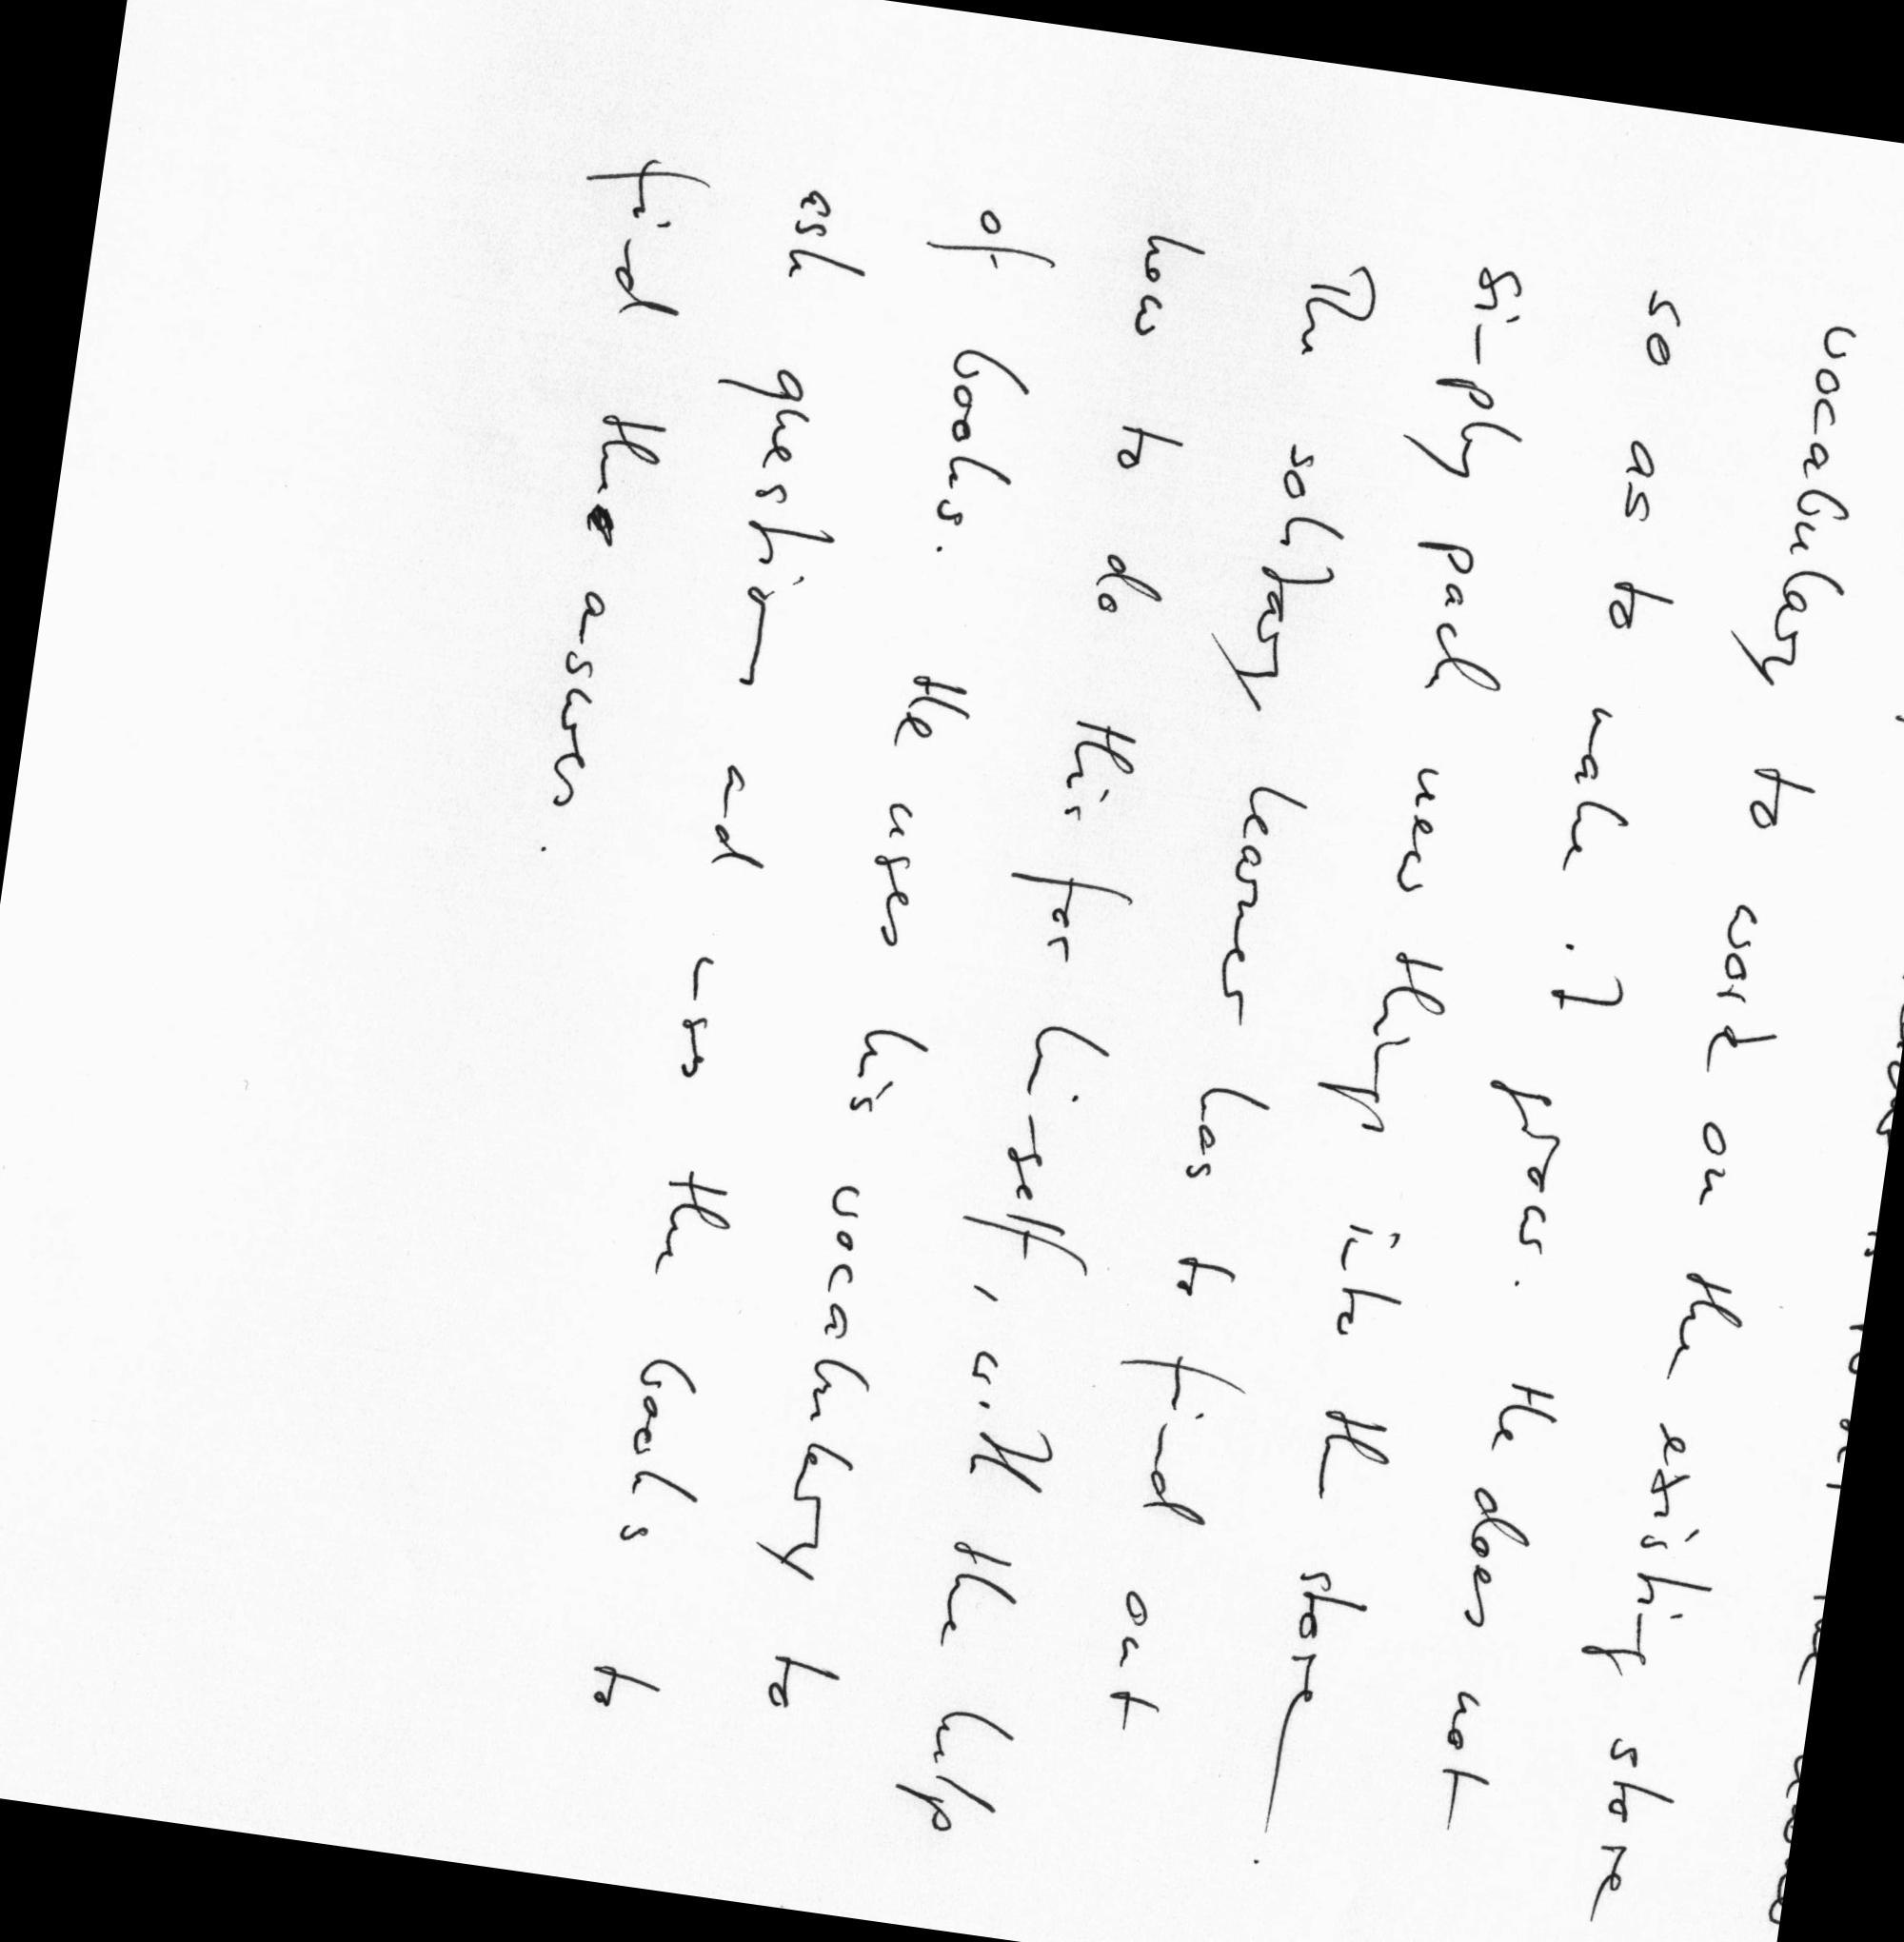 vocabulary to work on the existing store
so as to make it grow. He does not
simply pack new things into the store.
The solitary learner has to find out
how to do this for himself, with the help
of books. He uses his vocabulary to
ask questions and uses the books to
find the answers.